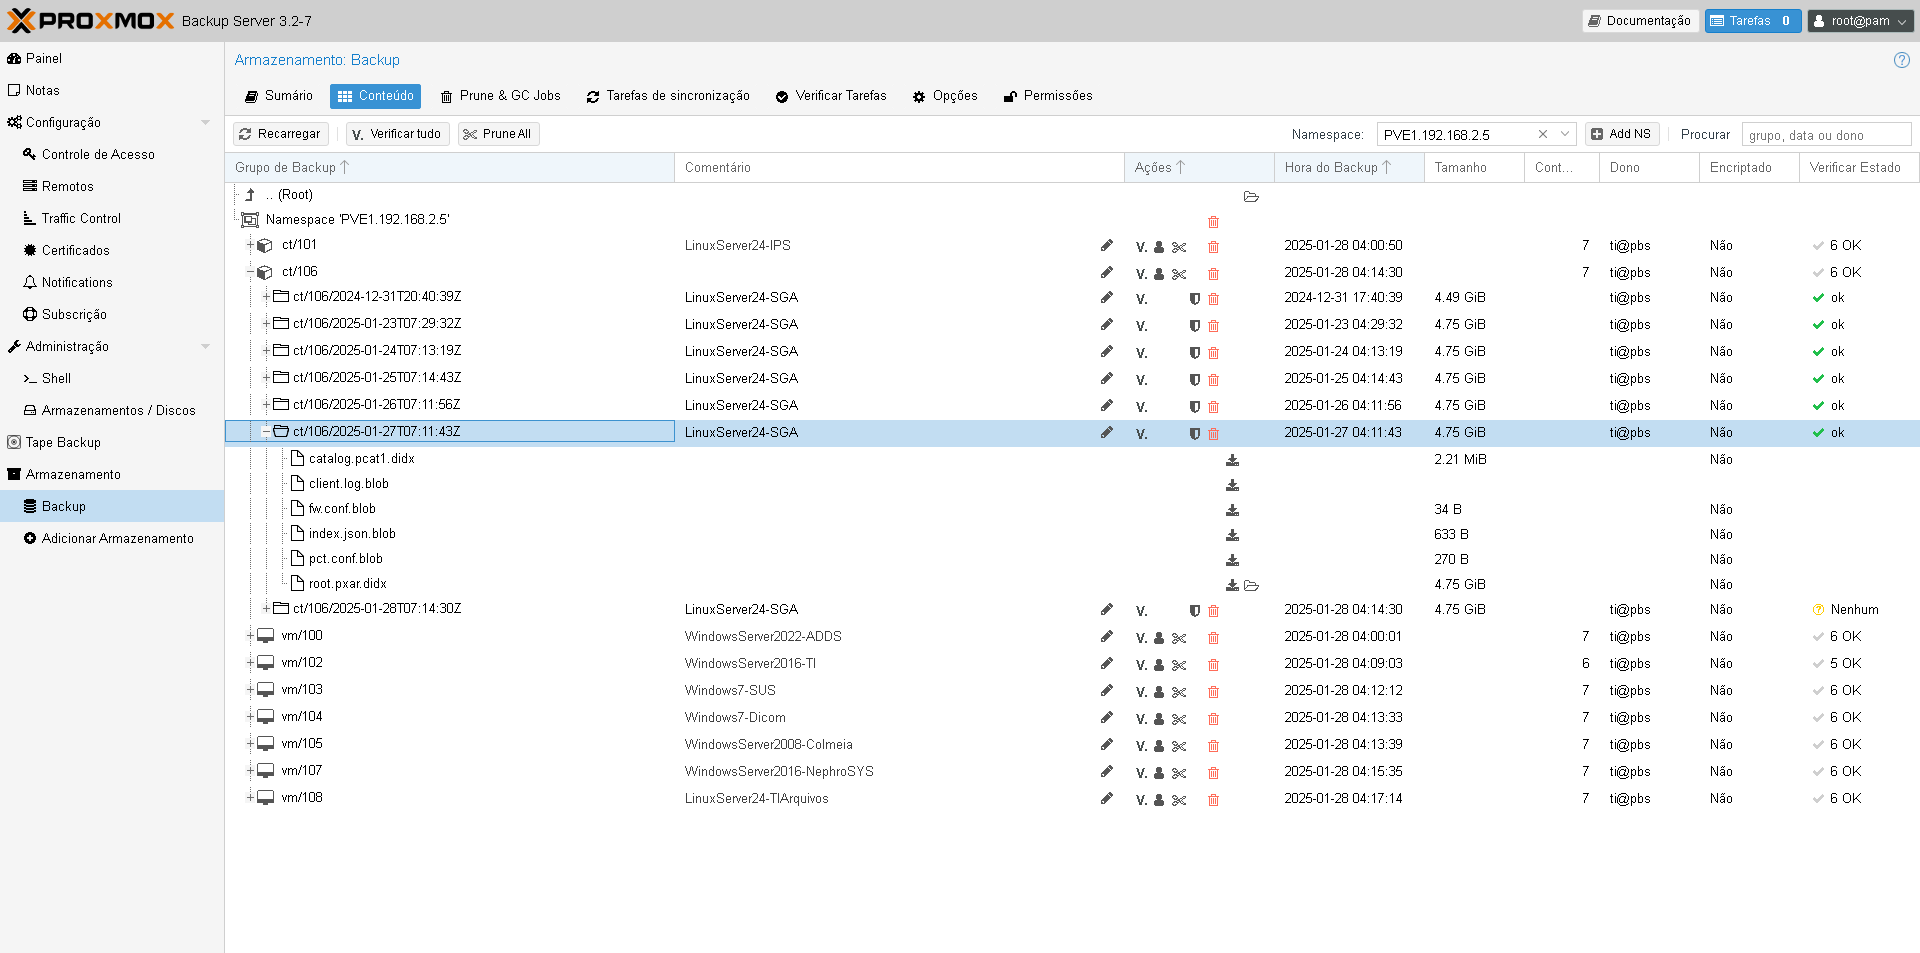 PROXMOX Backup Server 3.2-7 Documentação Tarefas 0 root@pam
Painel
Notas
Configuração
Controle de Acesso
Remotos
Traffic Control
Certificados
Notifications
Subscrição
Administração
Shell
Armazenamentos / Discos
Tape Backup
Armazenamento
Backup
Adicionar Armazenamento
Armazenamento: Backup
Sumário Conteúdo Prune & GC Jobs Tarefas de sincronização Verificar Tarefas Opções Permissões
Recarregar V. Verificar tudo Prune All Namespace: PVE1.192.168.2.5 Add NS Procurar grupo, data ou dono
Grupo de Backup Comentário Ações Hora do Backup Tamanho Cont... Dono Encriptado Verificar Estado
.. (Root)
Namespace 'PVE1.192.168.2.5'
ct/101 LinuxServer24-IPS V. 2025-01-28 04:00:50 7 ti@pbs Não 6 OK
ct/106 V. 2025-01-28 04:14:30 7 ti@pbs Não 6 OK
ct/106/2024-12-31T20:40:39Z LinuxServer24-SGA V. 2024-12-31 17:40:39 4.49 GiB ti@pbs Não ok
ct/106/2025-01-23T07:29:32Z LinuxServer24-SGA V. 2025-01-23 04:29:32 4.75 GiB ti@pbs Não ok
ct/106/2025-01-24T07:13:19Z LinuxServer24-SGA V. 2025-01-24 04:13:19 4.75 GiB ti@pbs Não ok
ct/106/2025-01-25T07:14:43Z LinuxServer24-SGA V. 2025-01-25 04:14:43 4.75 GiB ti@pbs Não ok
ct/106/2025-01-26T07:11:56Z LinuxServer24-SGA V. 2025-01-26 04:11:56 4.75 GiB ti@pbs Não ok
ct/106/2025-01-27T07:11:43Z LinuxServer24-SGA V. 2025-01-27 04:11:43 4.75 GiB ti@pbs Não ok
catalog.pcat1.didx 2.21 MiB Não
client.log.blob
fw.conf.blob 34 B Não
index.json.blob 633 B Não
pct.conf.blob 270 B Não
root.pxar.didx 4.75 GiB Não
ct/106/2025-01-28T07:14:30Z LinuxServer24-SGA V. 2025-01-28 04:14:30 4.75 GiB ti@pbs Não Nenhum
vm/100 WindowsServer2022-ADDS V. 2025-01-28 04:00:01 7 ti@pbs Não 6 OK
vm/102 WindowsServer2016-TI V. 2025-01-28 04:09:03 6 ti@pbs Não 5 OK
vm/103 Windows7-SUS V. 2025-01-28 04:12:12 7 ti@pbs Não 6 OK
vm/104 Windows7-Dicom V. 2025-01-28 04:13:33 7 ti@pbs Não 6 OK
vm/105 WindowsServer2008-Colmeia V. 2025-01-28 04:13:39 7 ti@pbs Não 6 OK
vm/107 WindowsServer2016-NephroSYS V. 2025-01-28 04:15:35 7 ti@pbs Não 6 OK
vm/108 LinuxServer24-TIArquivos V. 2025-01-28 04:17:14 7 ti@pbs Não 6 OK